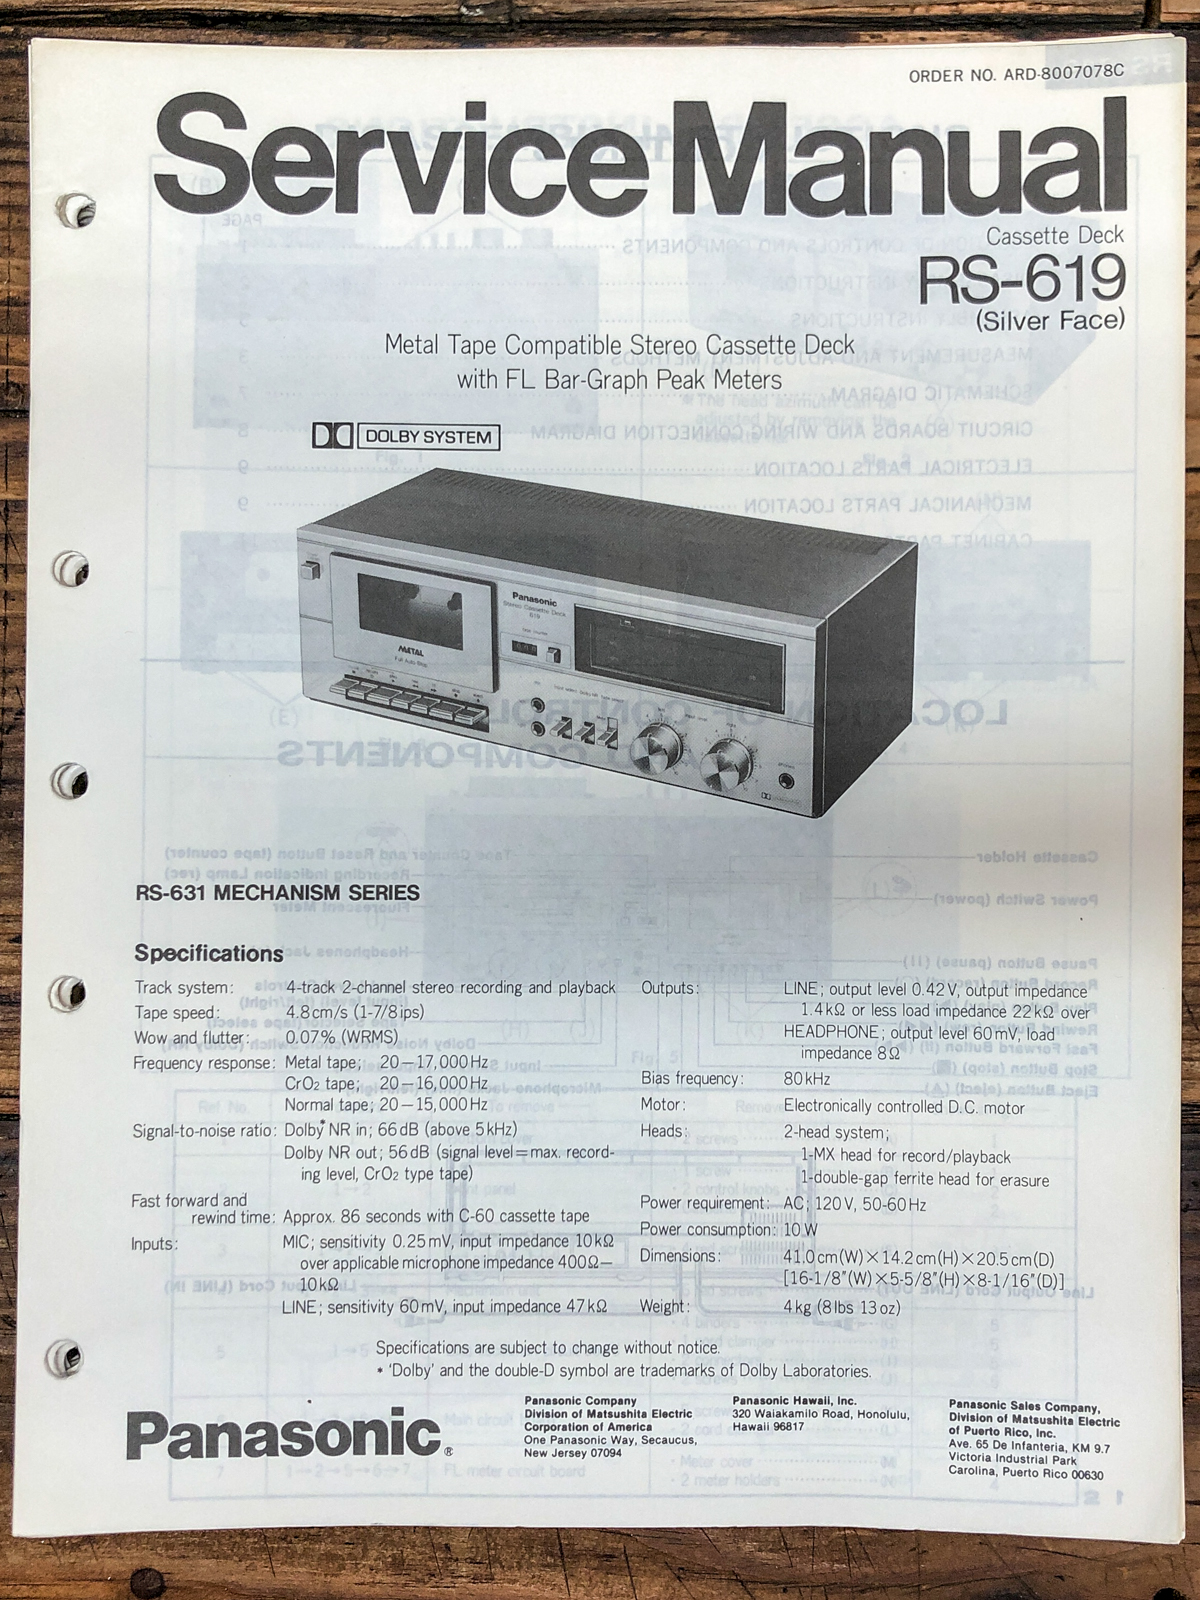 ORDER NO. ARD-8007078C
Service Manual
Cassette Deck
RS-619
(Silver Face)
Metal Tape Compatible Stereo Cassette Deck
with FL Bar-Graph Peak Meters
DOLBY SYSTEM
Panasonic
Stereo Cassette Deck
619
METAL
Full Auto Stop
RS-631 MECHANISM SERIES
Specifications
Track system: 4-track 2-channel stereo recording and playback
Tape speed: 4.8cm/s (1-7/8ips)
Wow and flutter: 0.07% (WRMS)
Frequency response: Metal tape; 20—17,000Hz
CrO₂ tape; 20—16,000Hz
Normal tape; 20—15,000Hz
Signal-to-noise ratio: Dolby* NR in; 66dB (above 5kHz)
Dolby NR out; 56dB (signal level=max. record-
ing level, CrO₂ type tape)
Fast forward and
rewind time: Approx. 86 seconds with C-60 cassette tape
Inputs: MIC; sensitivity 0.25mV, input impedance 10kΩ
over applicable microphone impedance 400Ω—
10kΩ
LINE; sensitivity 60mV, input impedance 47kΩ
Outputs: LINE; output level 0.42V, output impedance
1.4kΩ or less load impedance 22kΩ over
HEADPHONE; output level 60mV, load
impedance 8Ω
Bias frequency: 80kHz
Motor: Electronically controlled D.C. motor
Heads: 2-head system;
1-MX head for record/playback
1-double-gap ferrite head for erasure
Power requirement: AC; 120V, 50-60Hz
Power consumption: 10W
Dimensions: 41.0cm(W)×14.2cm(H)×20.5cm(D)
[16-1/8"(W)×5-5/8"(H)×8-1/16"(D)]
Weight: 4kg (8lbs 13oz)
Specifications are subject to change without notice.
* 'Dolby' and the double-D symbol are trademarks of Dolby Laboratories.
Panasonic®
Panasonic Company
Division of Matsushita Electric
Corporation of America
One Panasonic Way, Secaucus,
New Jersey 07094
Panasonic Hawaii, Inc.
320 Waiakamilo Road, Honolulu,
Hawaii 96817
Panasonic Sales Company,
Division of Matsushita Electric
of Puerto Rico, Inc.
Ave. 65 De Infanteria, KM 9.7
Victoria Industrial Park
Carolina, Puerto Rico 00630